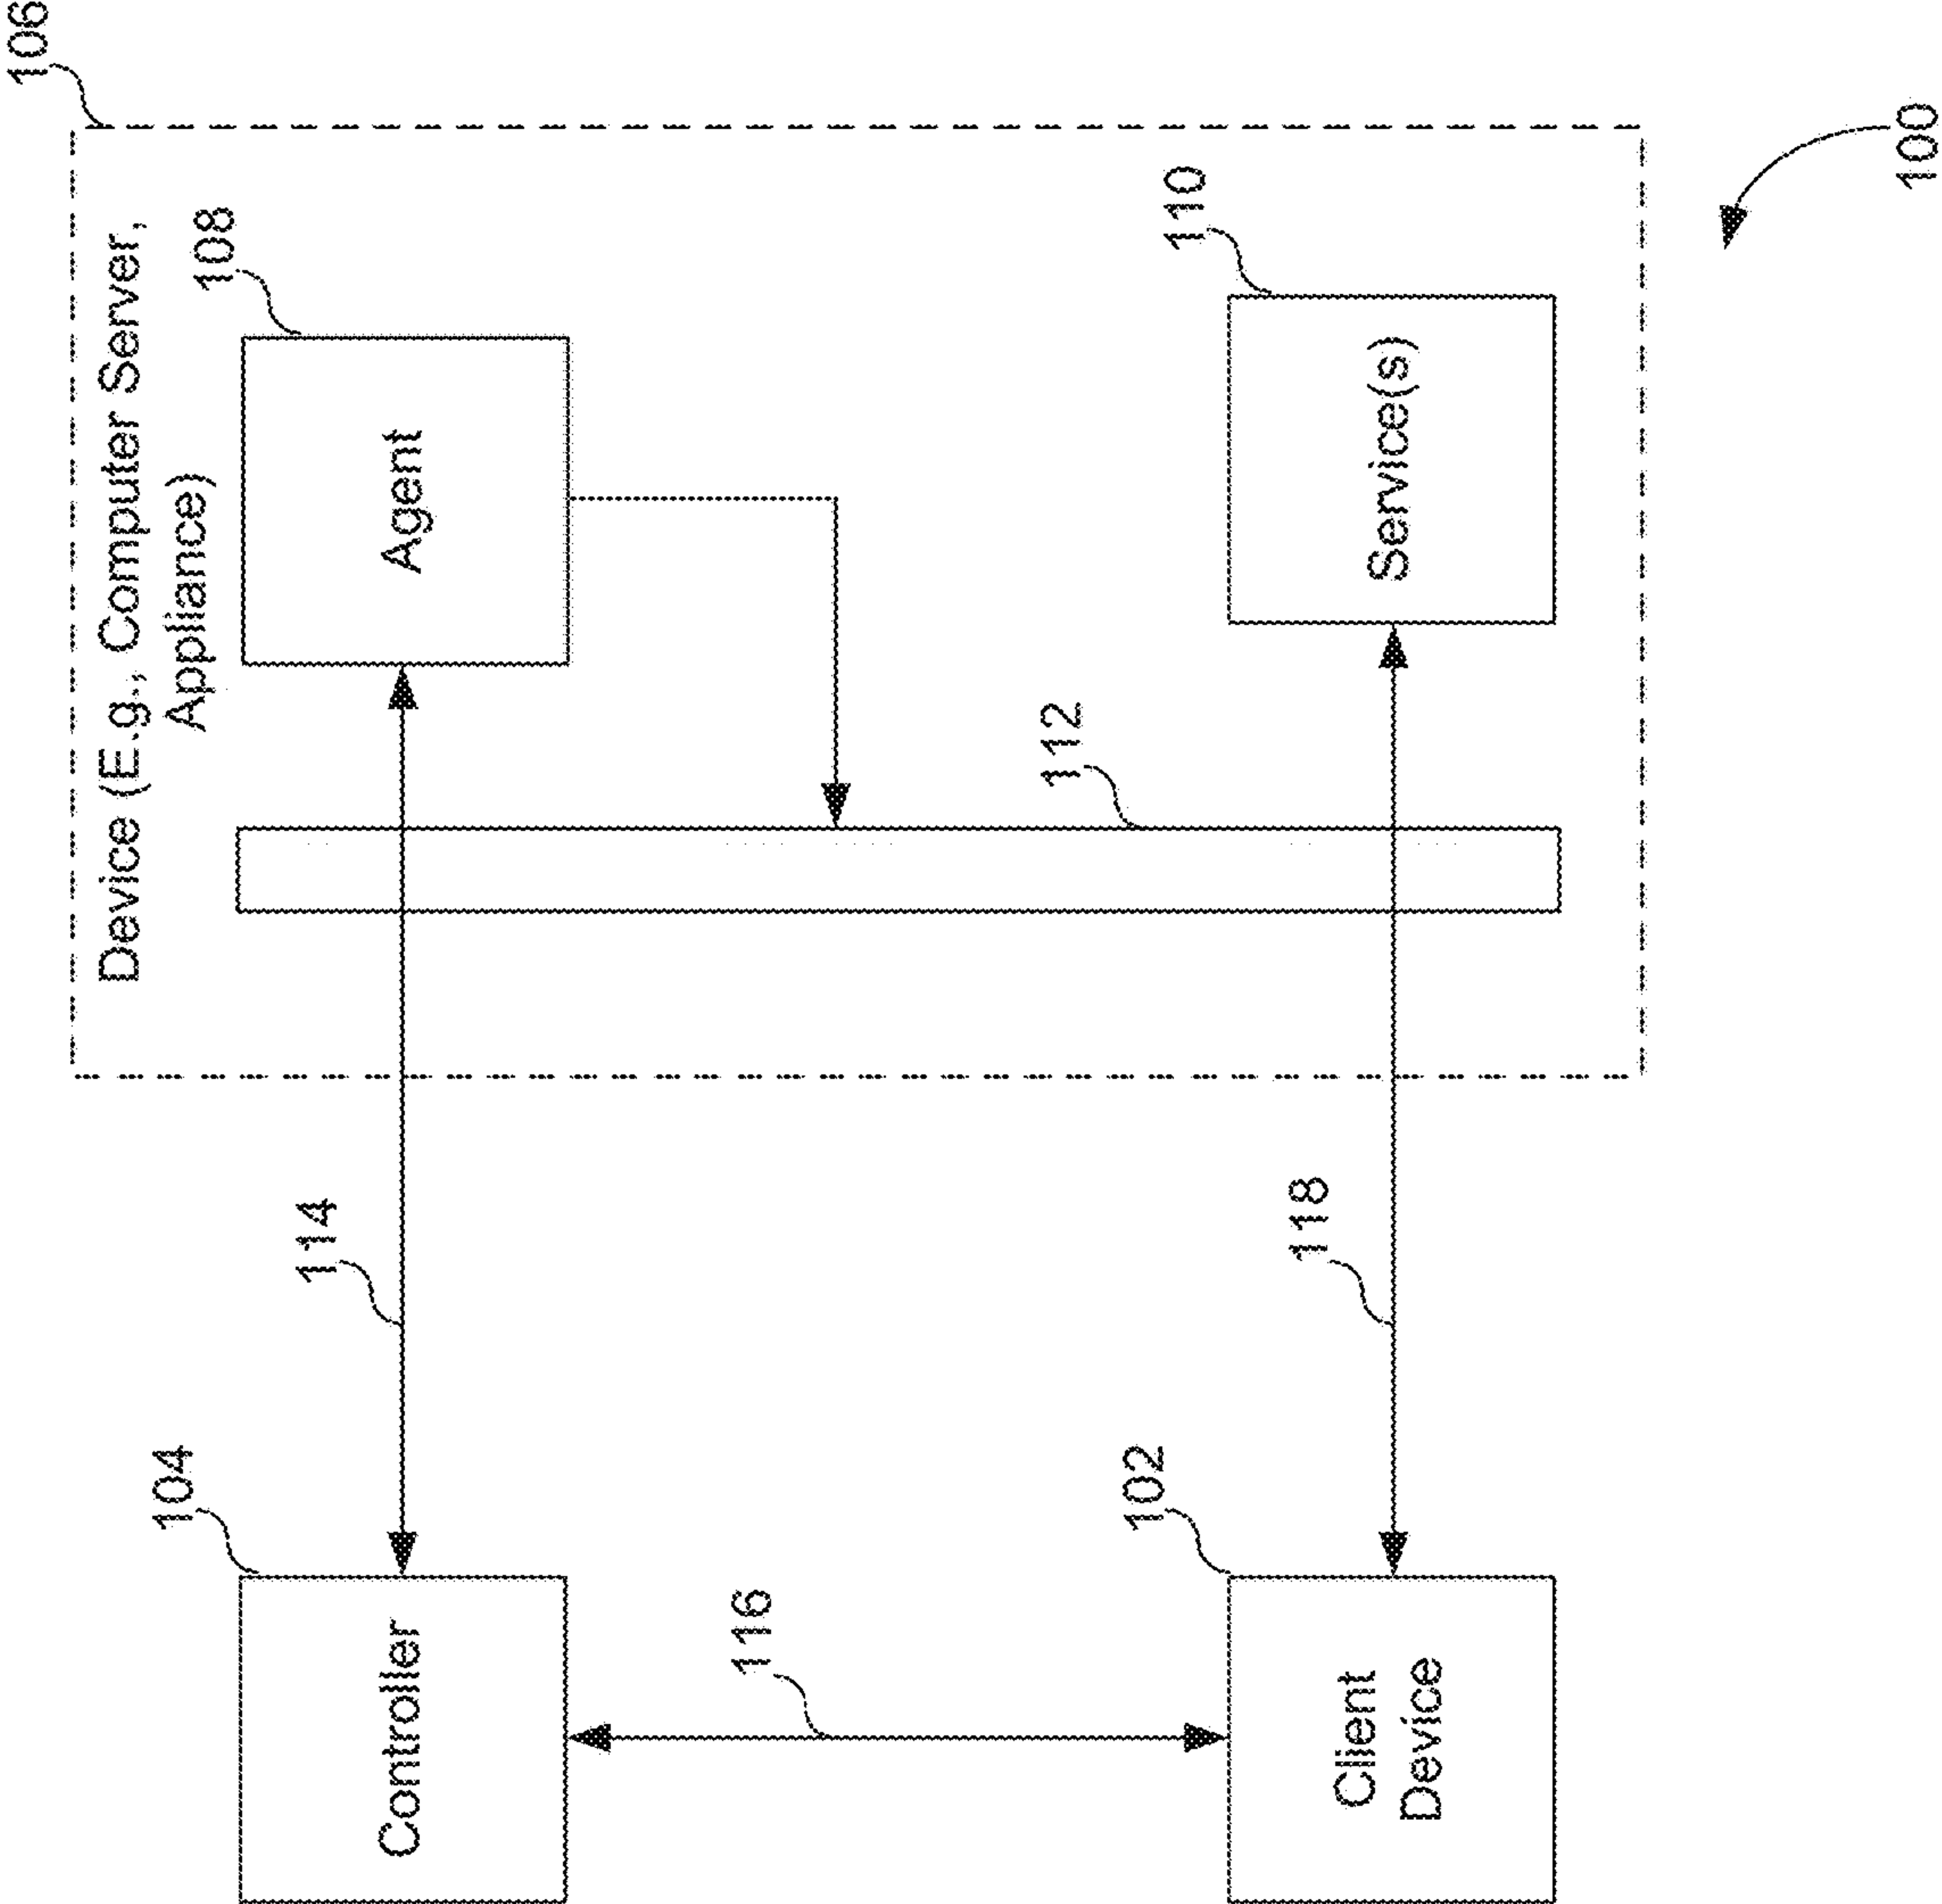 106
Device (E.g., Computer Server,
Appliance)
104
114
108
Controller
Agent
116
112
102
118
110
Client
Device
Service(s)
100